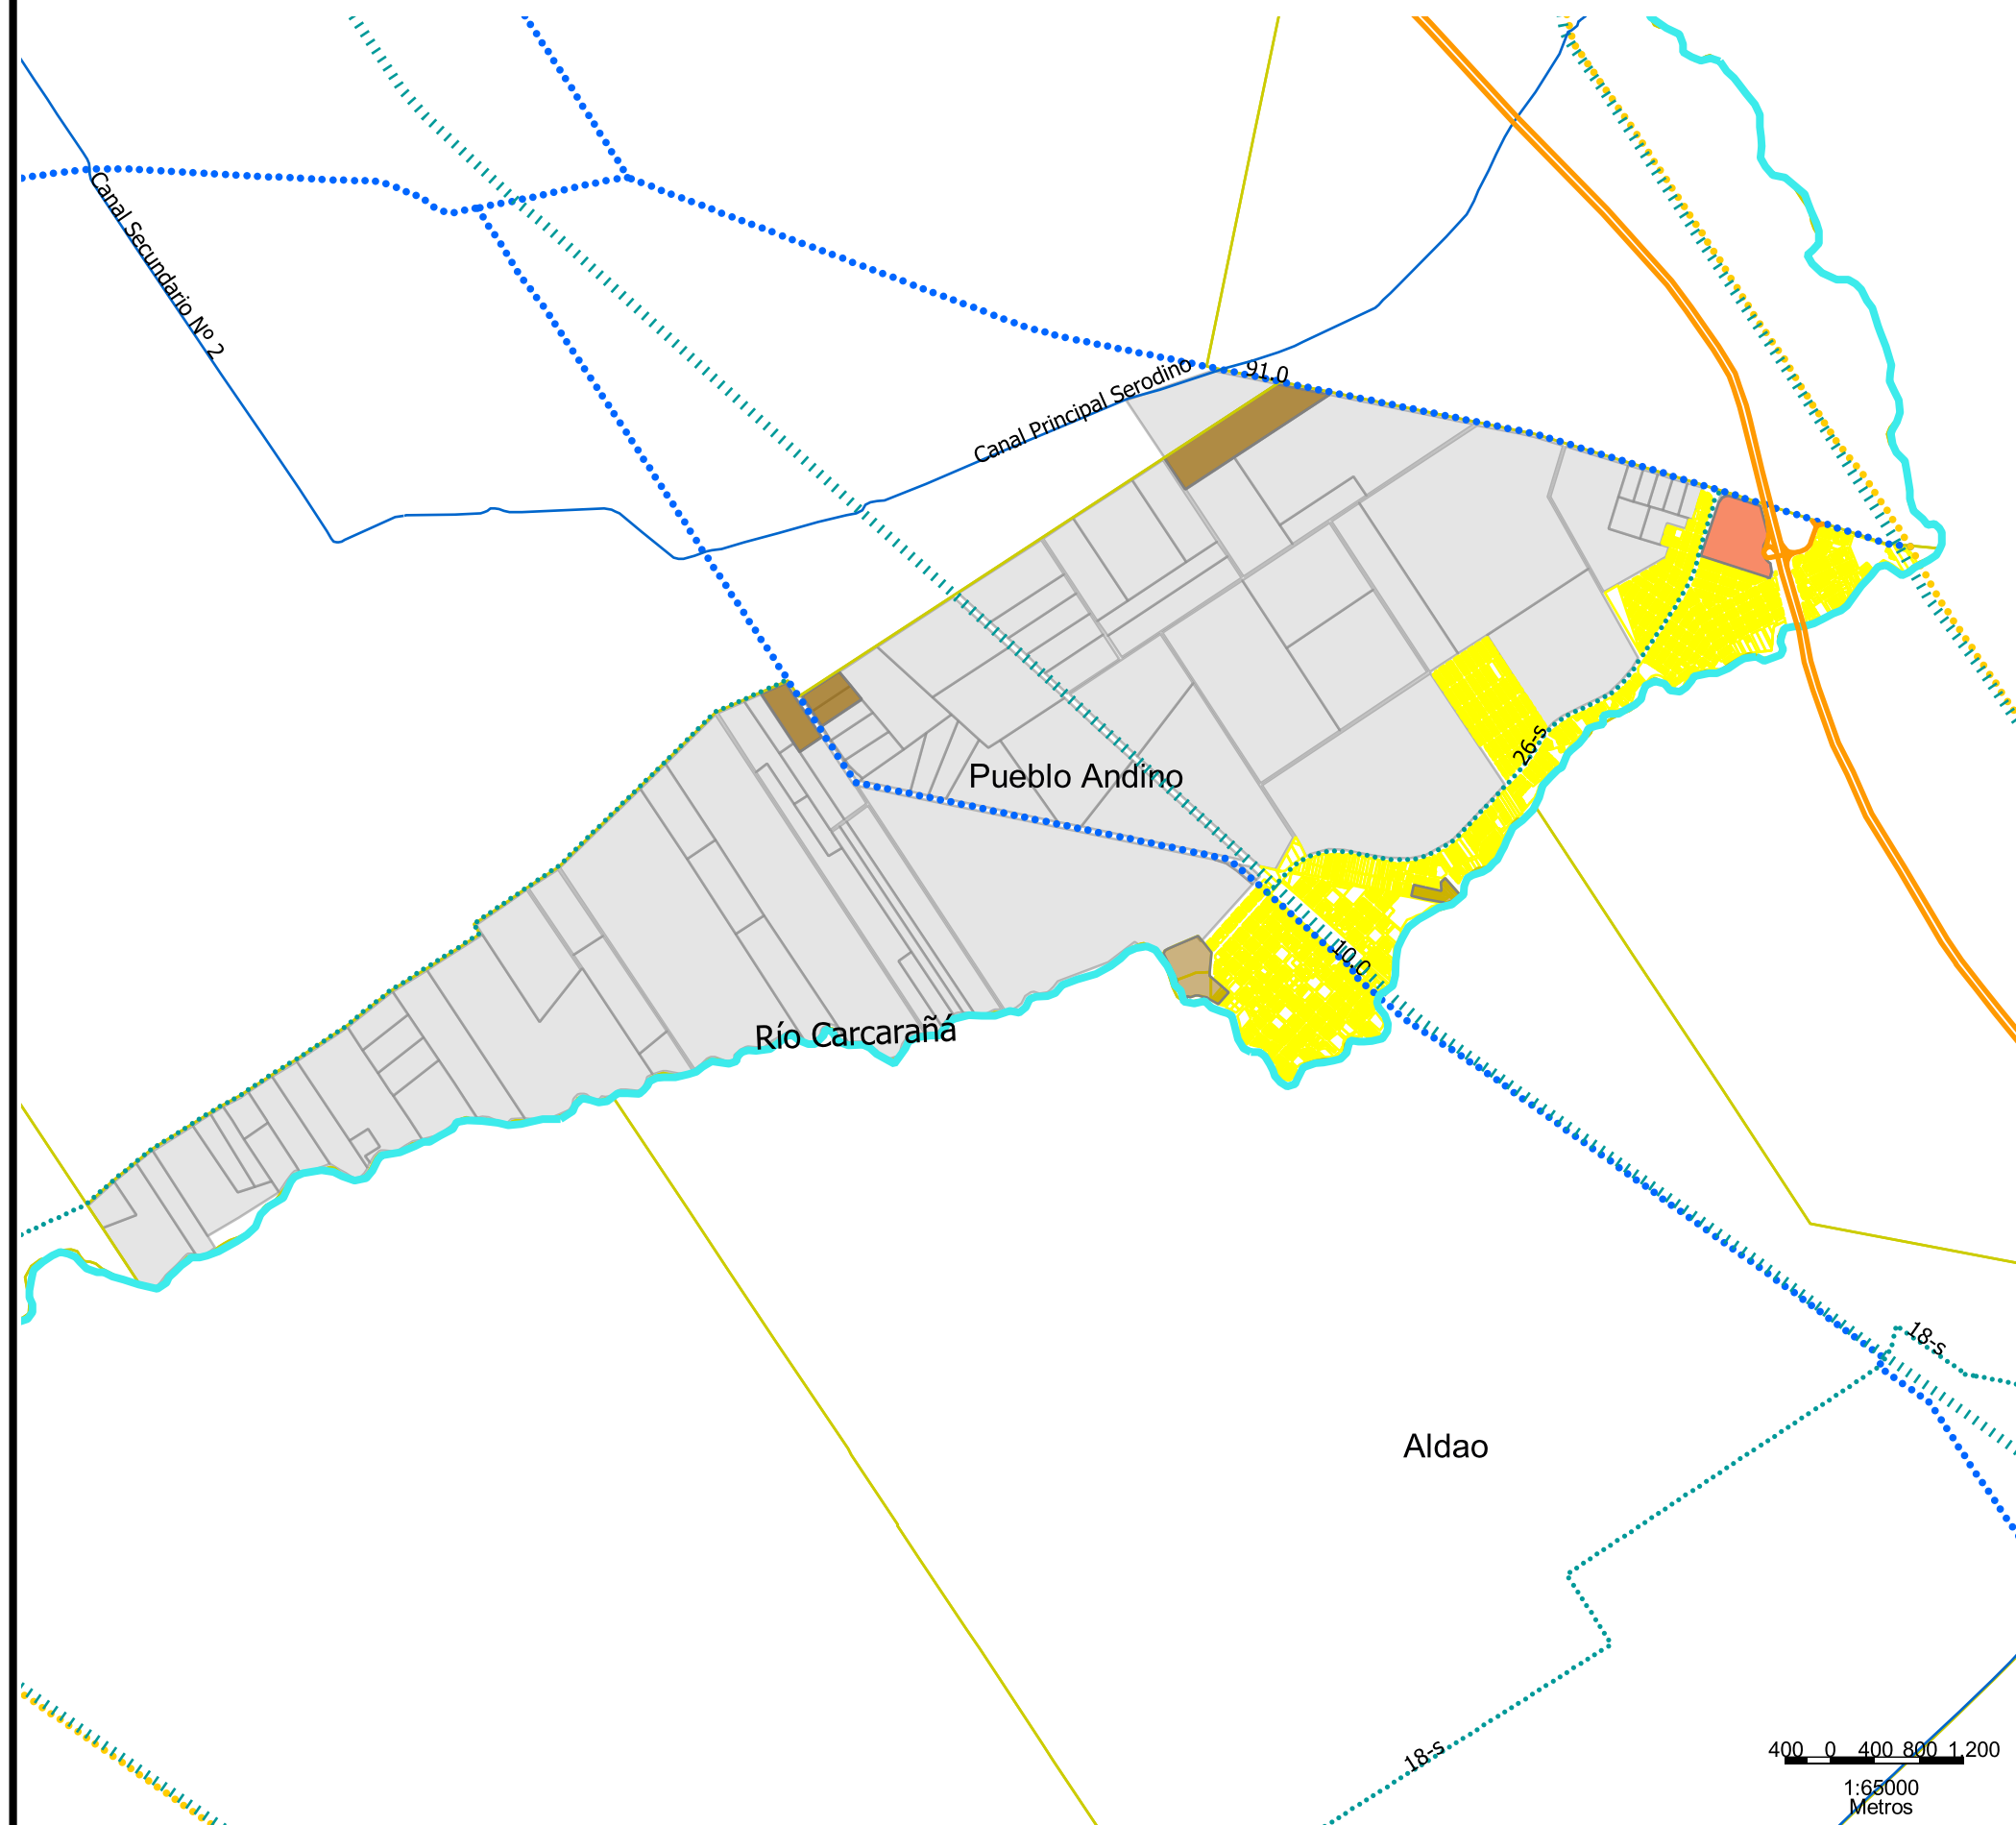 Canal Secundario Nº 2
Canal Principal Serodino
91.0
26-s
Pueblo Andino
10.0
Río Carcarañá
18-s
Aldao
18-s
400 0 400 800 1.200
1:65000
Metros